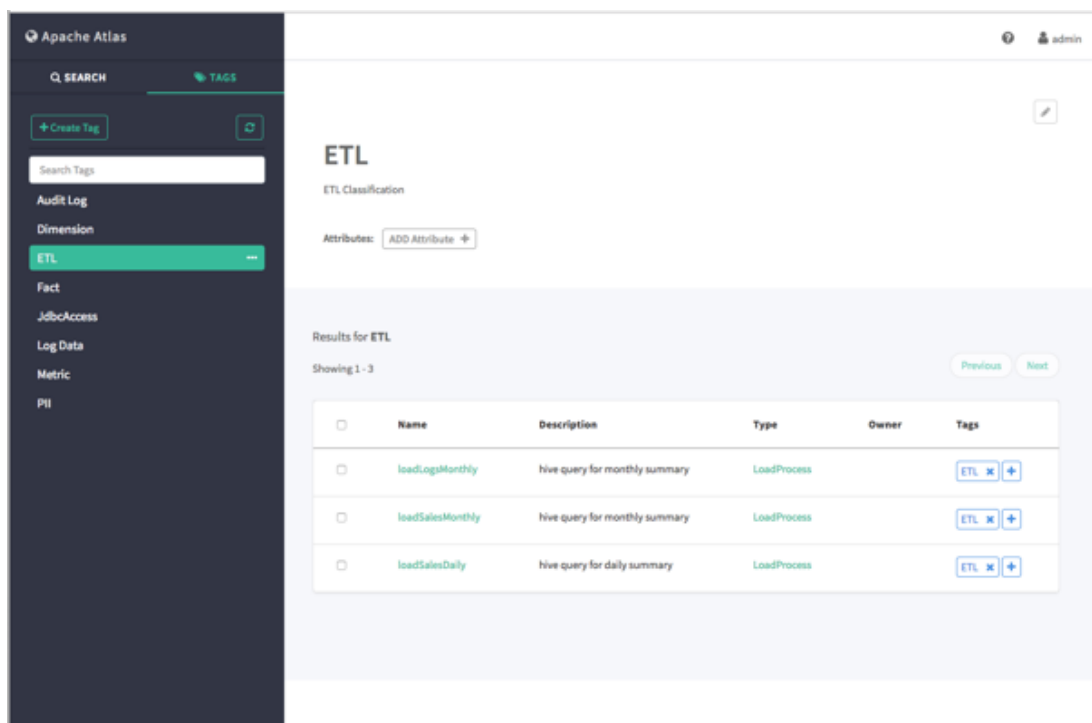 Apache Atlas
admin
SEARCH
TAGS
+ Create Tag
Search Tags
Audit Log
Dimension
ETL
Fact
JdbcAccess
Log Data
Metric
PII
ETL
ETL Classification
Attributes: ADD Attribute +
Results for ETL
Showing 1 - 3
Previous Next
Name Description Type Owner Tags
loadLogsMonthly hive query for monthly summary LoadProcess ETL × +
loadSalesMonthly hive query for monthly summary LoadProcess ETL × +
loadSalesDaily hive query for daily summary LoadProcess ETL × +